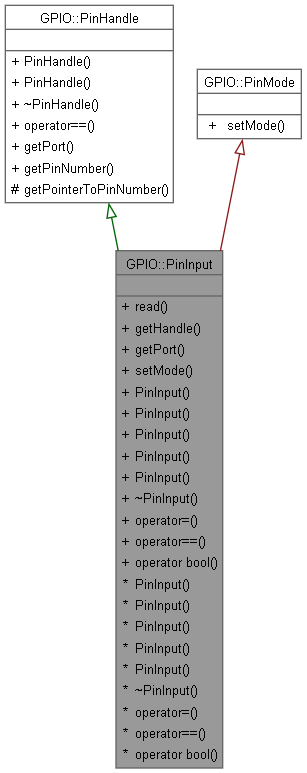 GPIO::PinHandle
+ PinHandle()
+ PinHandle()
+ ~PinHandle()
+ operator==()
+ getPort()
+ getPinNumber()
# getPointerToPinNumber()
GPIO::PinMode
+ setMode()
GPIO::PinInput
+ read()
+ getHandle()
+ getPort()
+ setMode()
+ PinInput()
+ PinInput()
+ PinInput()
+ PinInput()
+ PinInput()
+ ~PinInput()
+ operator=()
+ operator==()
+ operator bool()
* PinInput()
* PinInput()
* PinInput()
* PinInput()
* PinInput()
* ~PinInput()
* operator=()
* operator==()
* operator bool()